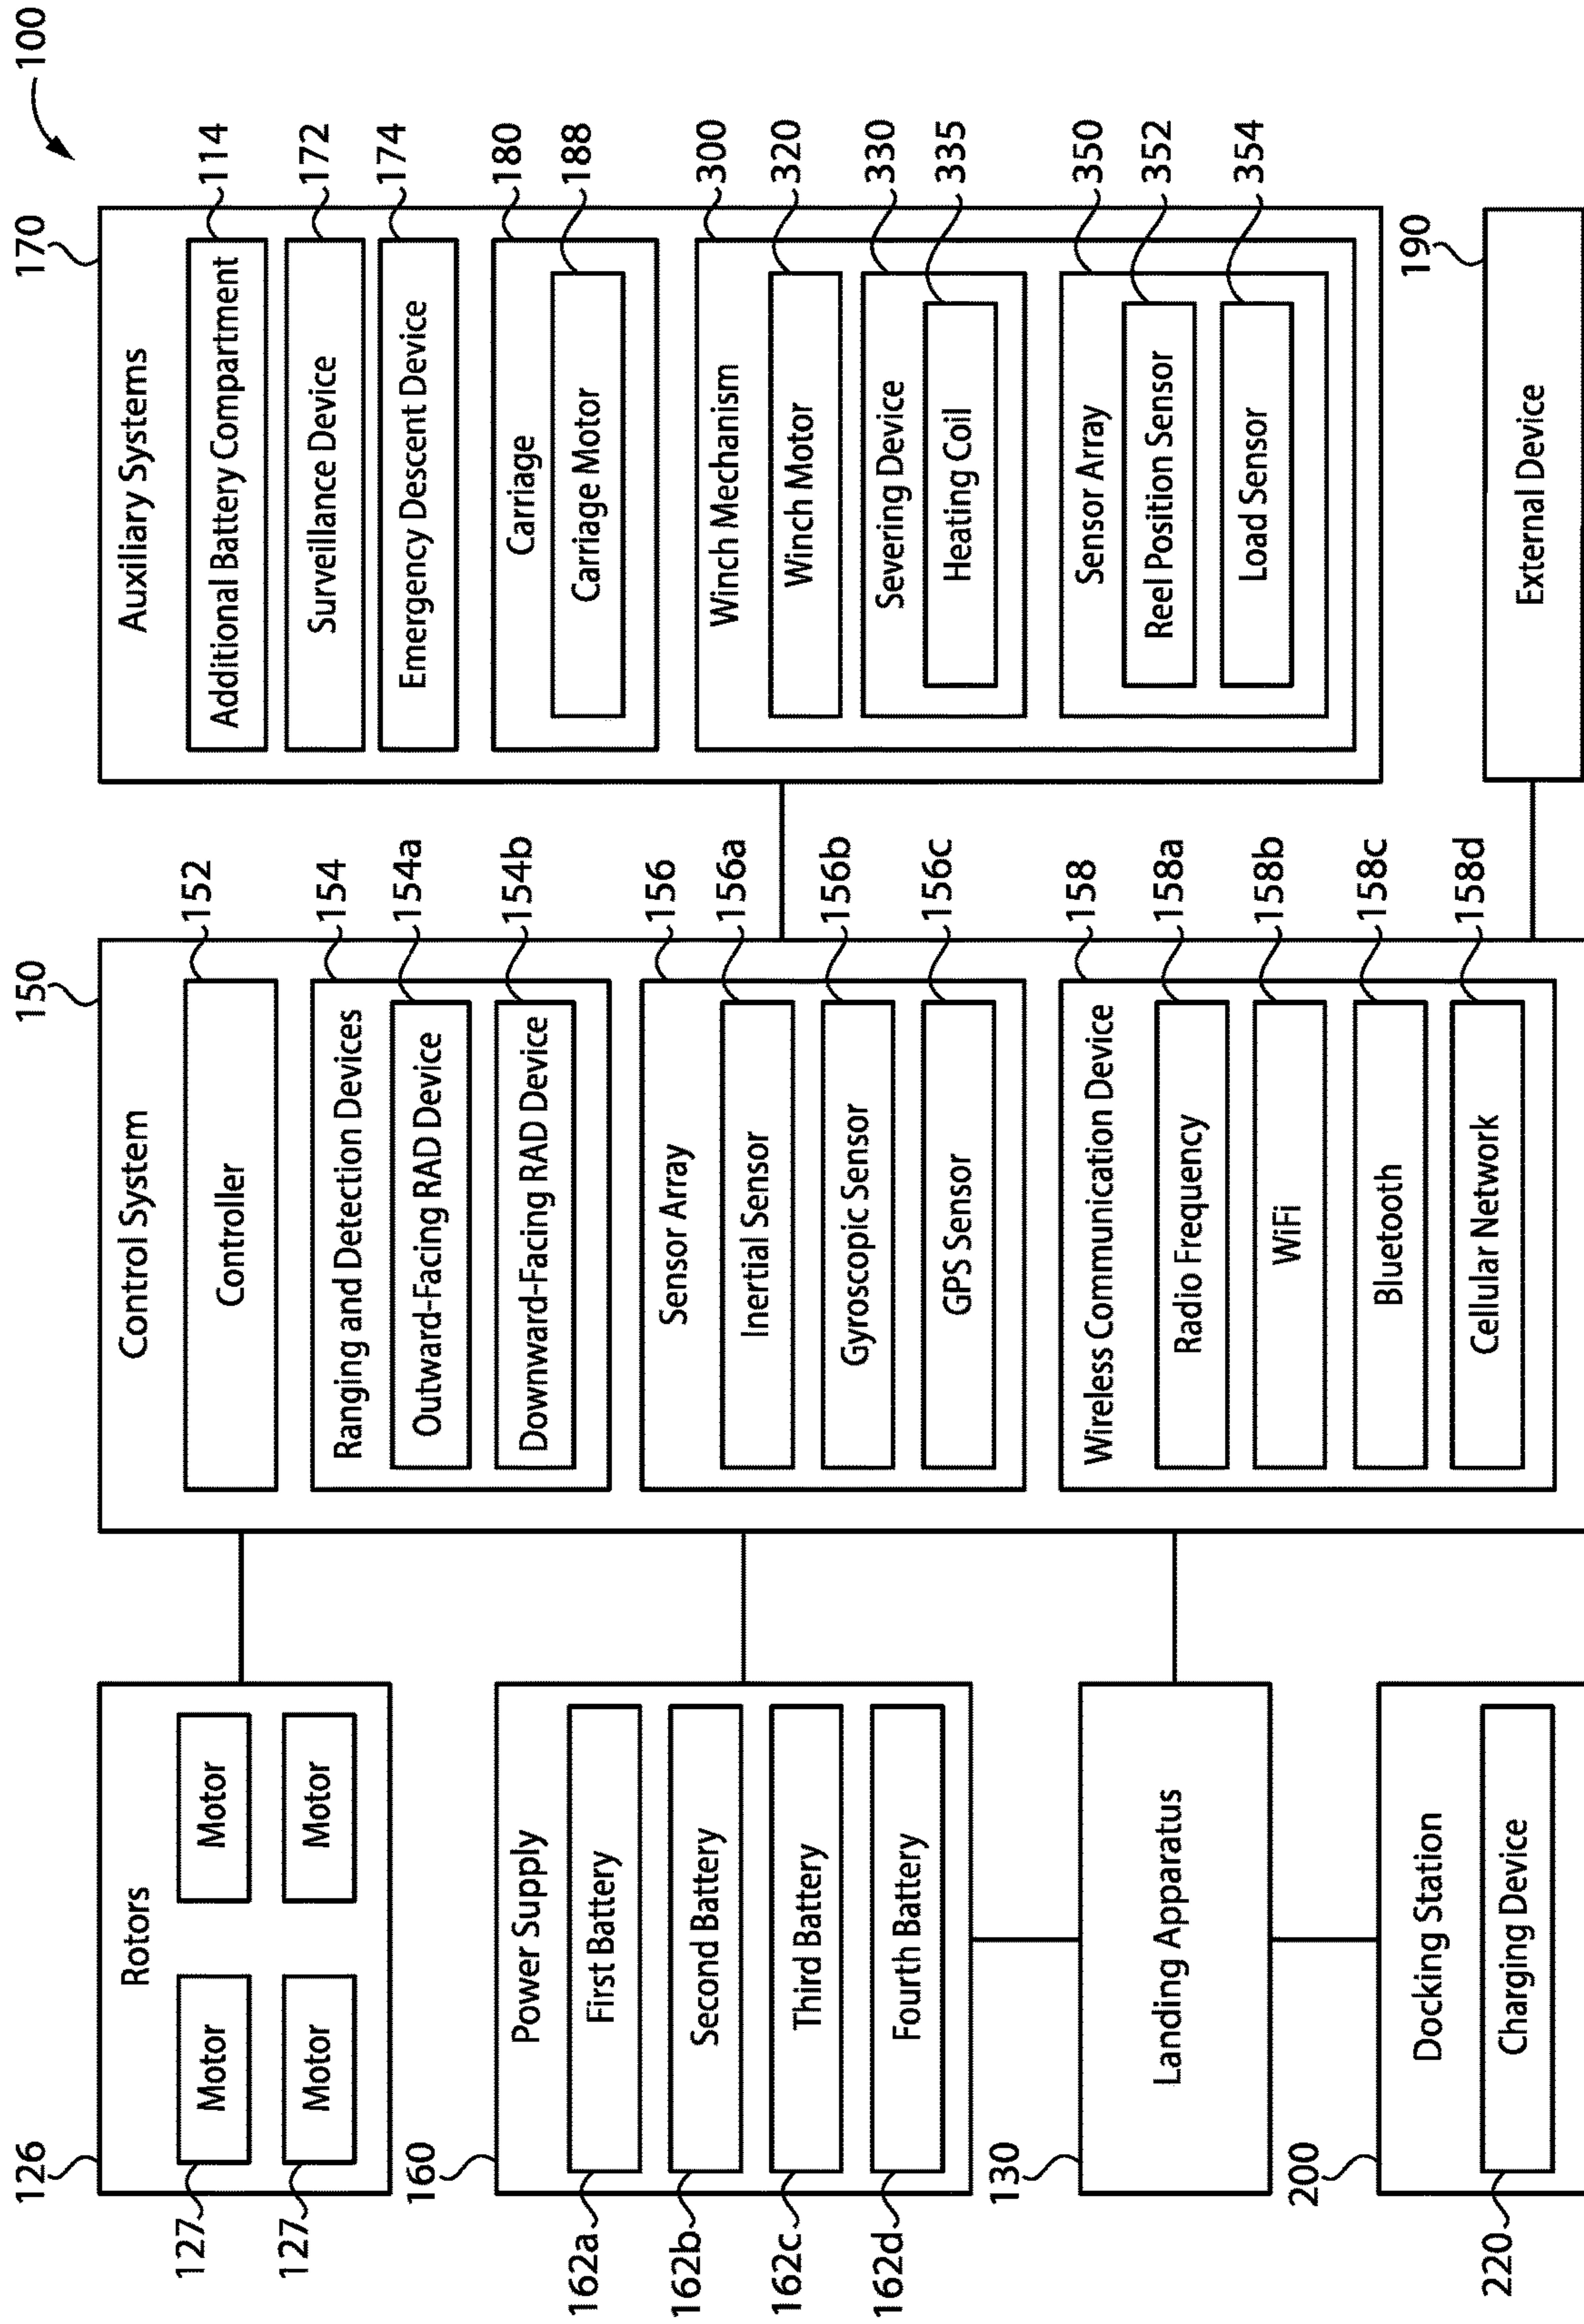 100
126
Rotors
127
Motor
Motor
127
Motor
Motor
160
Power Supply
162a
First Battery
162b
Second Battery
162c
Third Battery
162d
Fourth Battery
130
Landing Apparatus
200
Docking Station
220
Charging Device
150
Control System
Controller
152
Ranging and Detection Devices
154
Outward-Facing RAD Device
154a
Downward-Facing RAD Device
154b
Sensor Array
156
Inertial Sensor
156a
Gyroscopic Sensor
156b
GPS Sensor
156c
Wireless Communication Device
158
Radio Frequency
158a
WiFi
158b
Bluetooth
158c
Cellular Network
158d
170
Auxiliary Systems
Additional Battery Compartment
114
Surveillance Device
172
Emergency Descent Device
174
Carriage
180
Carriage Motor
188
Winch Mechanism
300
Winch Motor
320
Severing Device
330
Heating Coil
335
Sensor Array
350
Reel Position Sensor
352
Load Sensor
354
190
External Device